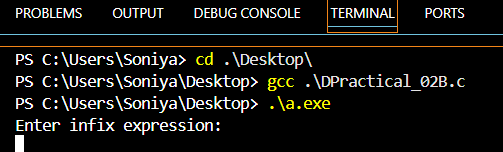 PROBLEMS OUTPUT DEBUG CONSOLE TERMINAL PORTS
PS C:\Users\Soniya> cd .\Desktop\
PS C:\Users\Soniya\Desktop> gcc .\DPractical_02B.c
PS C:\Users\Soniya\Desktop> .\a.exe
Enter infix expression: